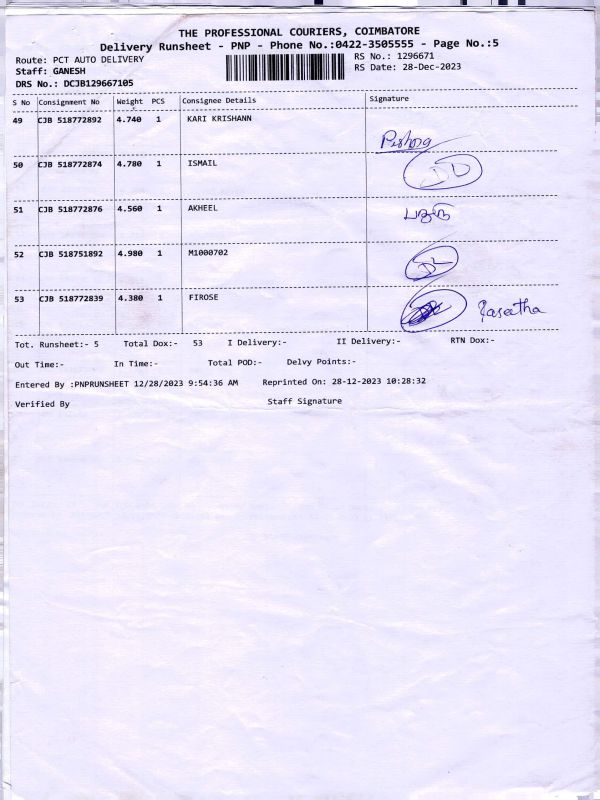 THE PROFESSIONAL COURIERS, COIMBATORE
Delivery Runsheet - PNP - Phone No.:0422-3505555 - Page No.:5
Route: PCT AUTO DELIVERY RS No.: 1296671
Staff: GANESH RS Date: 28-Dec-2023
DRS No.: DCJB129667105
S No Consignment No Weight PCS Consignee Details Signature
49 CJB 518772892 4.740 1 KARI KRISHANN
50 CJB 518772874 4.780 1 ISMAIL
51 CJB 518772876 4.560 1 AKHEEL
52 CJB 518751892 4.980 1 M1000702
53 CJB 518772839 4.380 1 FIROSE
Tot. Runsheet:- 5 Total Dox:- 53 I Delivery:- II Delivery:- RTN Dox:-
Out Time:- In Time:- Total POD:- Delvy Points:-
Entered By :PNPRUNSHEET 12/28/2023 9:54:36 AM Reprinted On: 28-12-2023 10:28:32
Verified By Staff Signature